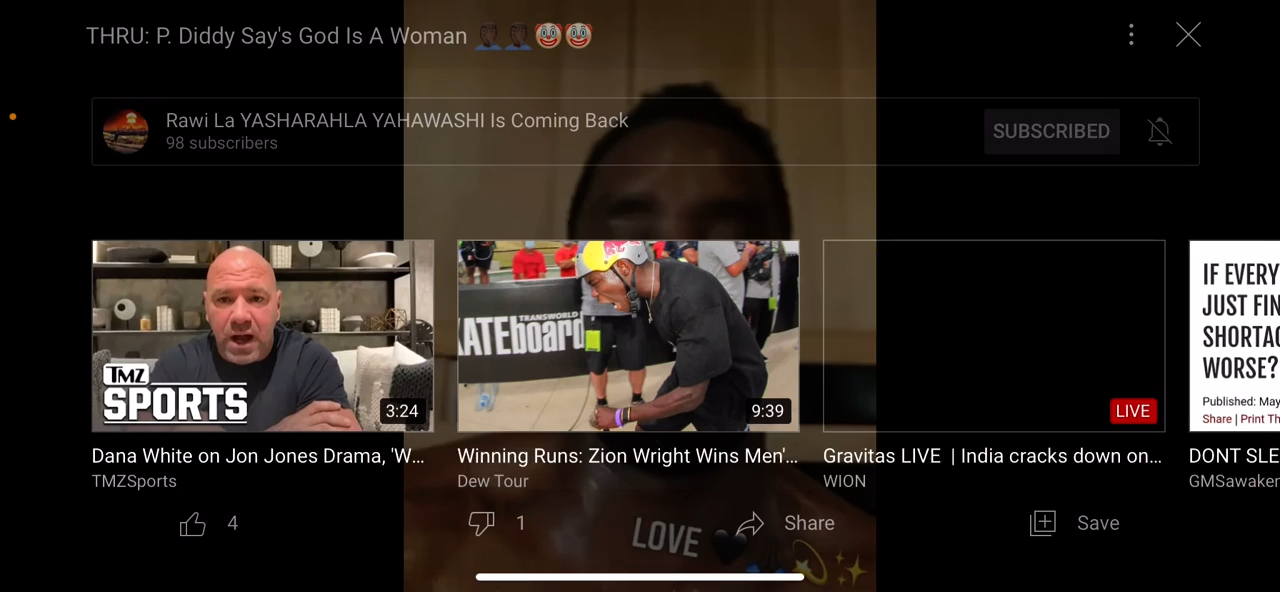 THRU: P. Diddy Say's God Is A Woman
Rawi La YASHARAHLA YAHAWASHI Is Coming Back
98 subscribers
SUBSCRIBED
TRANSWORLD
KATEboard
IF EVERY
JUST FIN
SHORTAG
WORSE?
Published: May
Share | Print Th
TMZ
SPORTS
3:24
9:39
LIVE
Dana White on Jon Jones Drama, 'W...
Winning Runs: Zion Wright Wins Men'...
Gravitas LIVE | India cracks down on...
DONT SLE
TMZSports
Dew Tour
WION
GMSawaken
4
1
Share
Save
LOVE